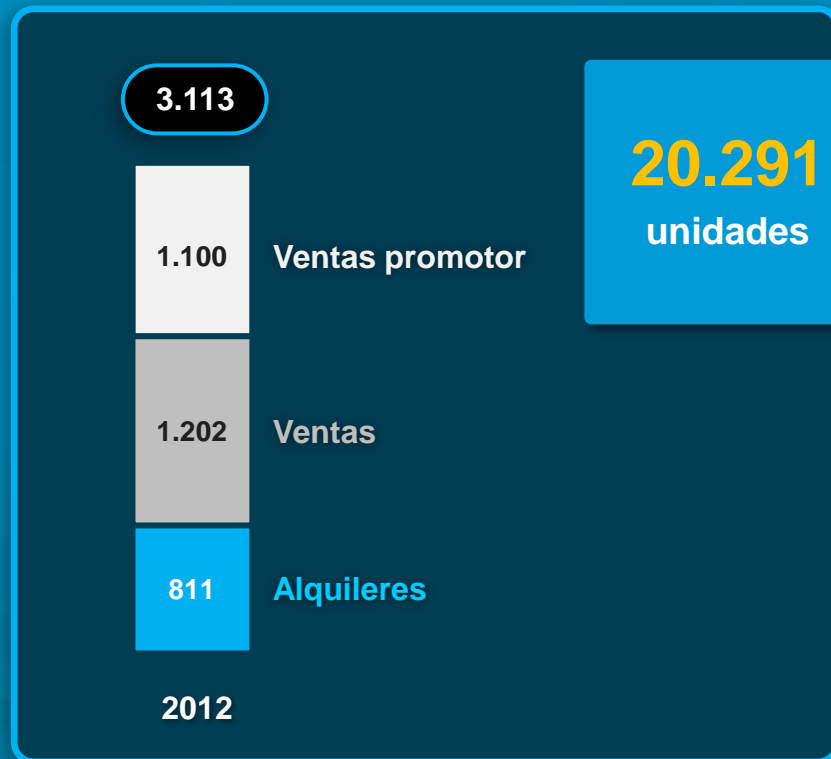 3.113
20.291
unidades
1.100 Ventas promotor
1.202 Ventas
811 Alquileres
2012